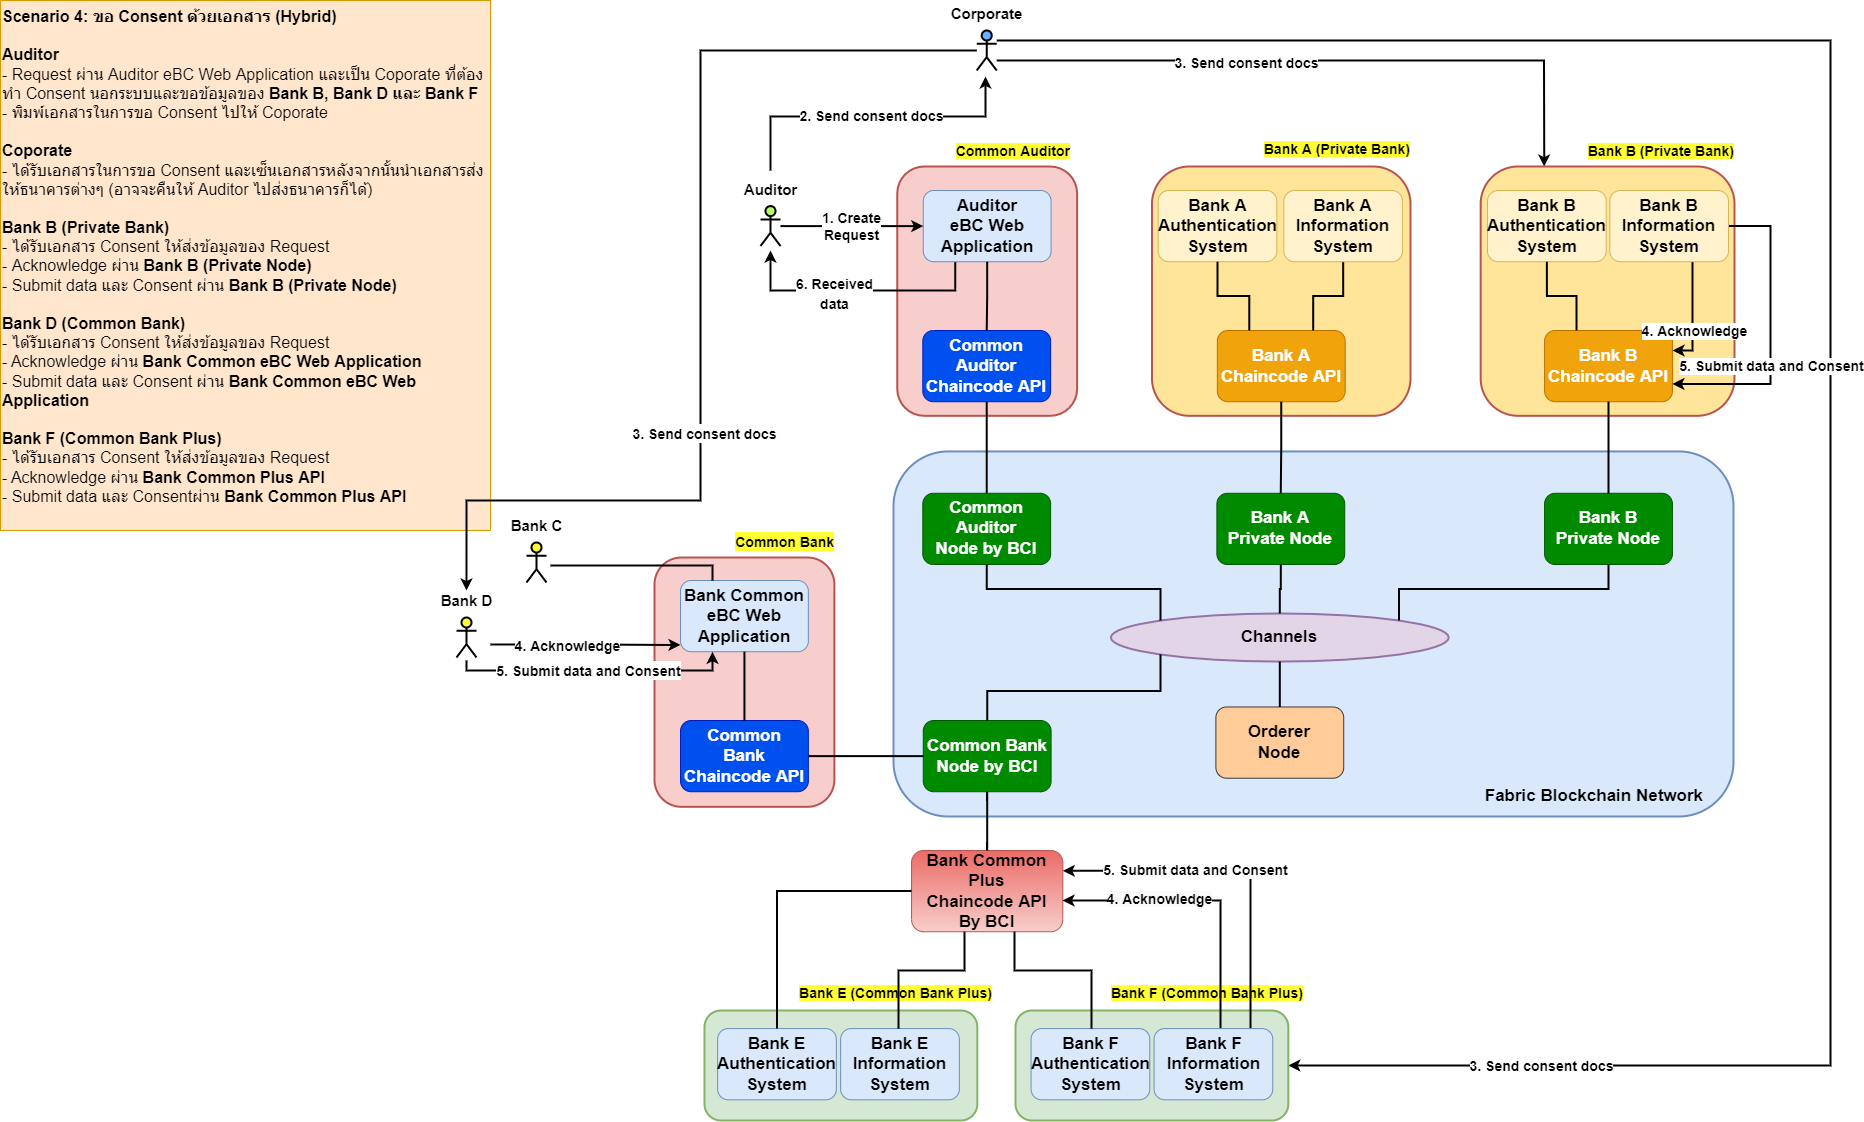 Scenario 4: ขอ Consent ด้วยเอกสาร (Hybrid)
Auditor
- Request ผ่าน Auditor eBC Web Application และเป็น Coporate ที่ต้อง
ทำ Consent นอกระบบและขอข้อมูลของ Bank B, Bank D และ Bank F
- พิมพ์เอกสารในการขอ Consent ไปให้ Coporate
Coporate
- ได้รับเอกสารในการขอ Consent และเซ็นเอกสารหลังจากนั้นนำเอกสารส่ง
ให้ธนาคารต่างๆ (อาจจะคืนให้ Auditor ไปส่งธนาคารก็ได้)
Bank B (Private Bank)
- ได้รับเอกสาร Consent ให้ส่งข้อมูลของ Request
- Acknowledge ผ่าน Bank B (Private Node)
- Submit data และ Consent ผ่าน Bank B (Private Node)
Bank D (Common Bank)
- ได้รับเอกสาร Consent ให้ส่งข้อมูลของ Request
- Acknowledge ผ่าน Bank Common eBC Web Application
- Submit data และ Consent ผ่าน Bank Common eBC Web
Application
Bank F (Common Bank Plus)
- ได้รับเอกสาร Consent ให้ส่งข้อมูลของ Request
- Acknowledge ผ่าน Bank Common Plus API
- Submit data และ Consentผ่าน Bank Common Plus API
Corporate
3. Send consent docs
2. Send consent docs
Auditor
1. Create
Request
6. Received
data
Common Auditor
Auditor
eBC Web
Application
Common
Auditor
Chaincode API
Bank A (Private Bank)
Bank A
Authentication
System
Bank A
Information
System
Bank A
Chaincode API
Bank B (Private Bank)
Bank B
Authentication
System
Bank B
Information
System
4. Acknowledge
Bank B
Chaincode API
5. Submit data and Consent
3. Send consent docs
Common
Auditor
Node by BCI
Bank A
Private Node
Bank B
Private Node
Channels
Orderer
Node
Common Bank
Node by BCI
Fabric Blockchain Network
Bank C
Bank D
Common Bank
Bank Common
eBC Web
Application
4. Acknowledge
5. Submit data and Consent
Common
Bank
Chaincode API
Bank Common
Plus
Chaincode API
By BCI
5. Submit data and Consent
4. Acknowledge
Bank E (Common Bank Plus)
Bank E
Authentication
System
Bank E
Information
System
Bank F (Common Bank Plus)
Bank F
Authentication
System
Bank F
Information
System
3. Send consent docs